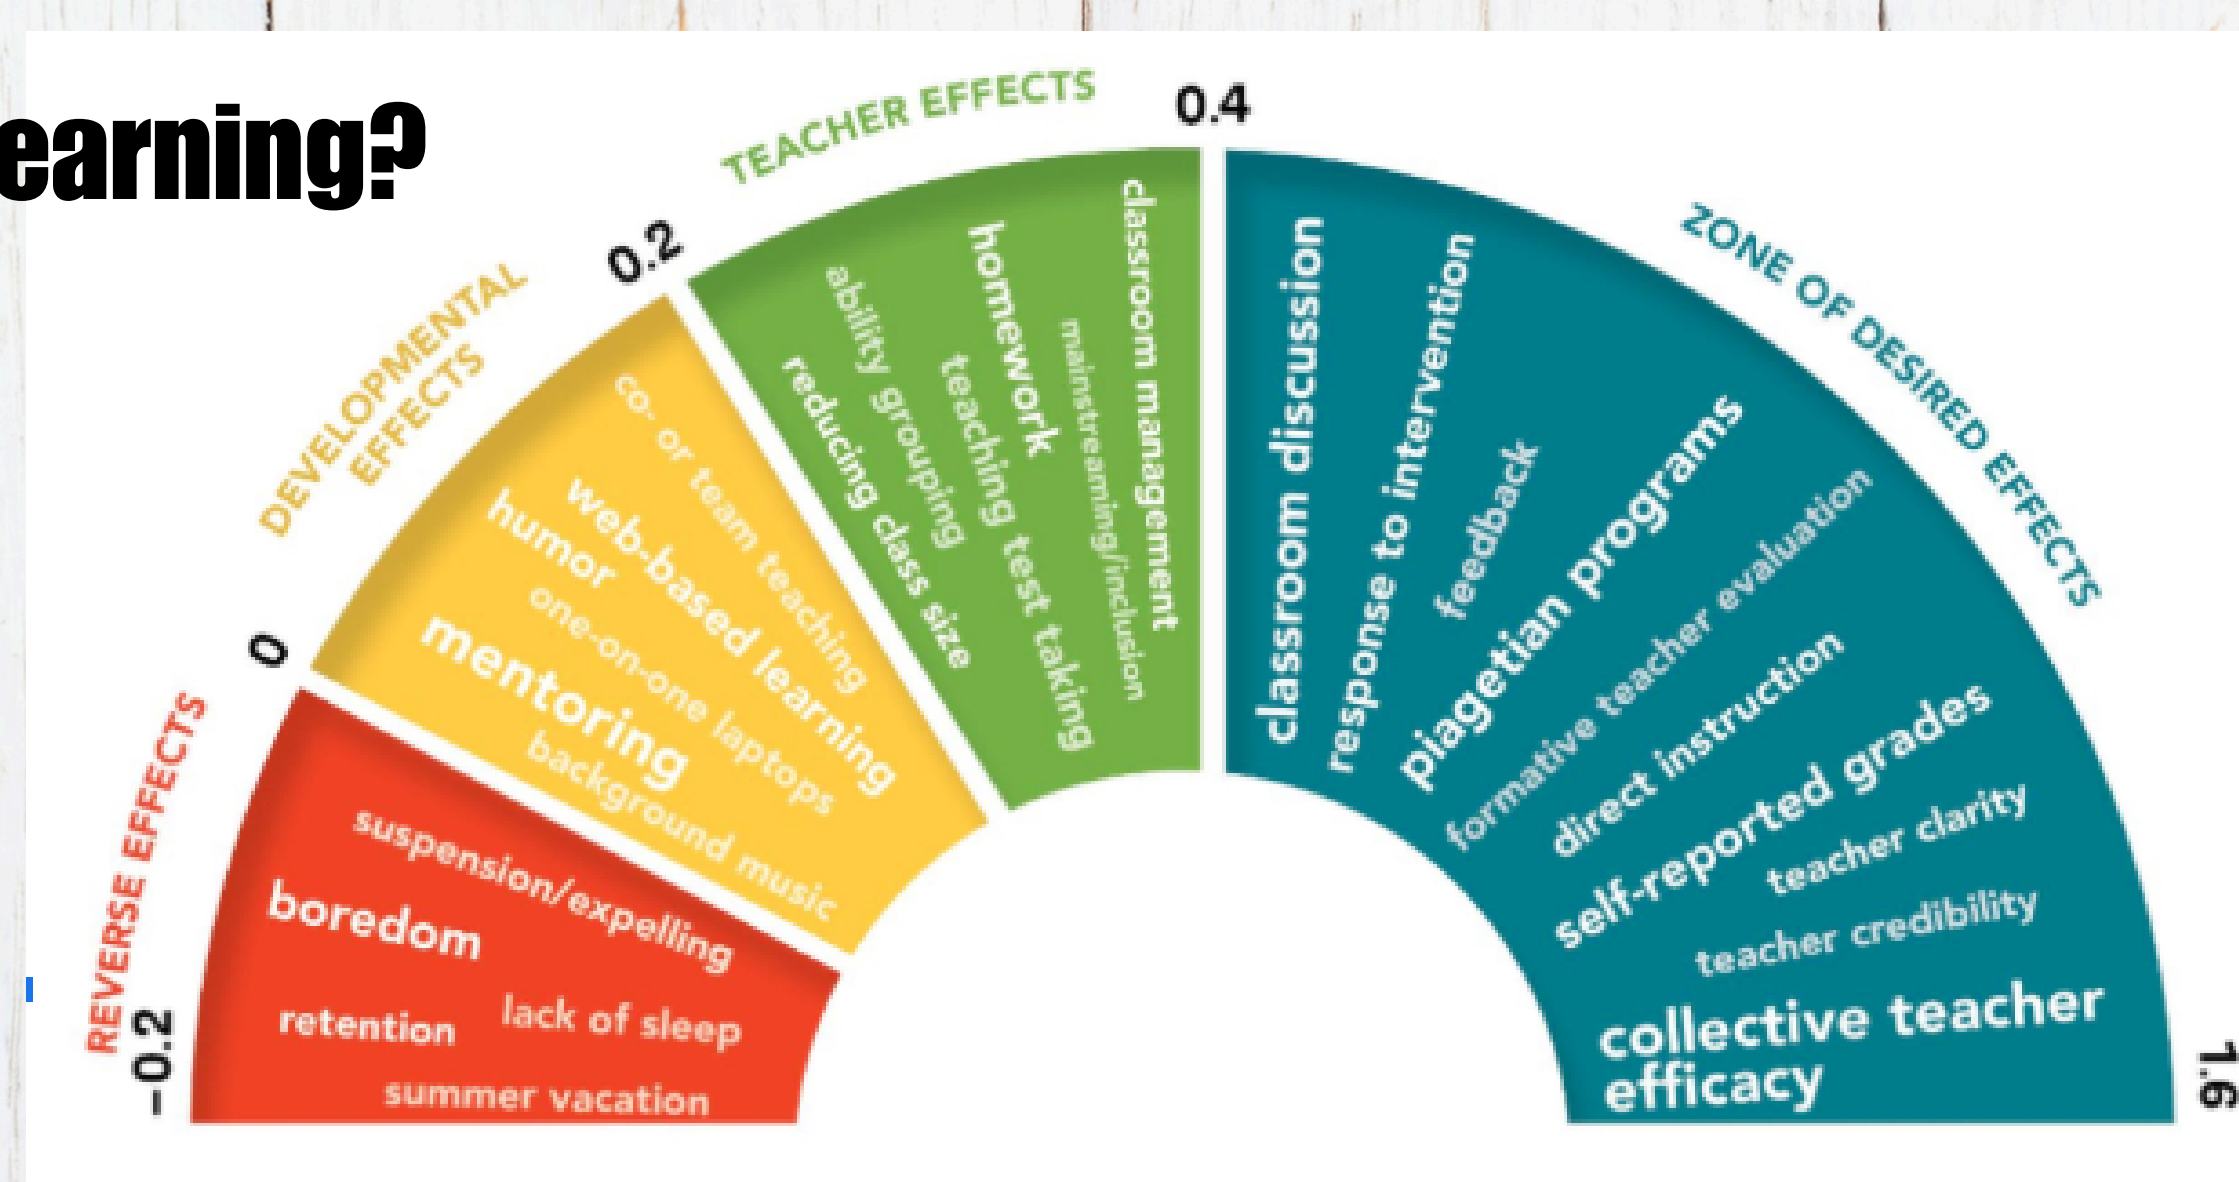 earning?
REVERSE EFFECTS
−0.2
suspension/expelling
boredom
retention
lack of sleep
summer vacation
0
DEVELOPMENTAL
EFFECTS
co- or team teaching
web-based learning
humor
one-on-one laptops
mentoring
background music
0.2
TEACHER EFFECTS
reducing class size
ability grouping
teaching test taking
homework
mainstreaming/inclusion
classroom management
0.4
ZONE OF DESIRED EFFECTS
classroom discussion
response to intervention
feedback
piagetian programs
formative teacher evaluation
direct instruction
self-reported grades
teacher clarity
teacher credibility
collective teacher
efficacy
1.6